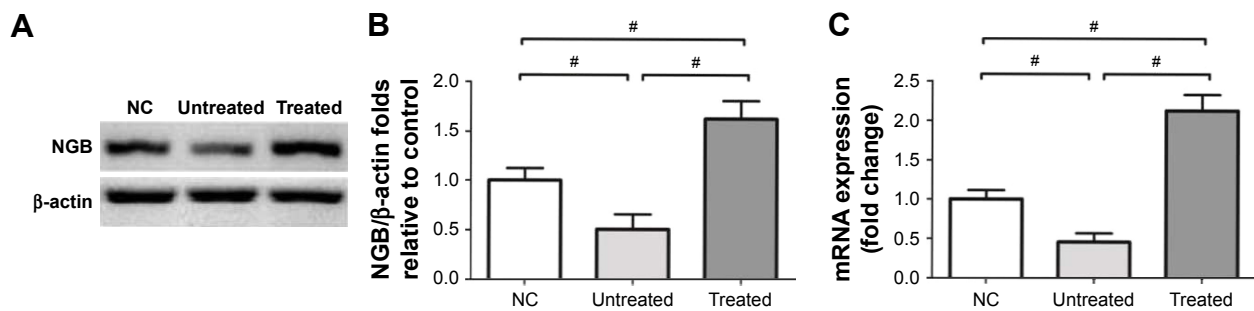 A
NC Untreated Treated
NGB
β-actin
B
NGB/β-actin folds
relative to control
#
#
#
2.0
1.5
1.0
0.5
0.0
NC
Untreated
Treated
C
mRNA expression
(fold change)
#
#
#
2.5
2.0
1.5
1.0
0.5
0.0
NC
Untreated
Treated